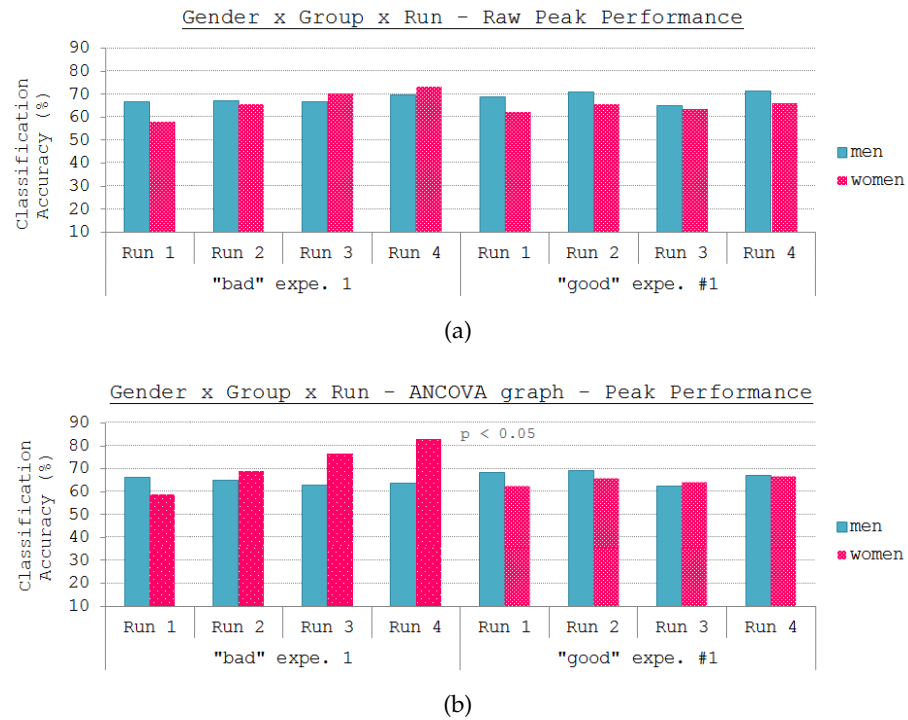 Gender x Group x Run - Raw Peak Performance
90
80
70
60
50
40
30
20
10
Classification
Accuracy (%)
Run 1 Run 2 Run 3 Run 4 Run 1 Run 2 Run 3 Run 4
"bad" expe. 1 "good" expe. #1
men
women
(a)
Gender x Group x Run - ANCOVA graph - Peak Performance
90
80
70
60
50
40
30
20
10
Classification
Accuracy (%)
p < 0.05
Run 1 Run 2 Run 3 Run 4 Run 1 Run 2 Run 3 Run 4
"bad" expe. 1 "good" expe. #1
men
women
(b)